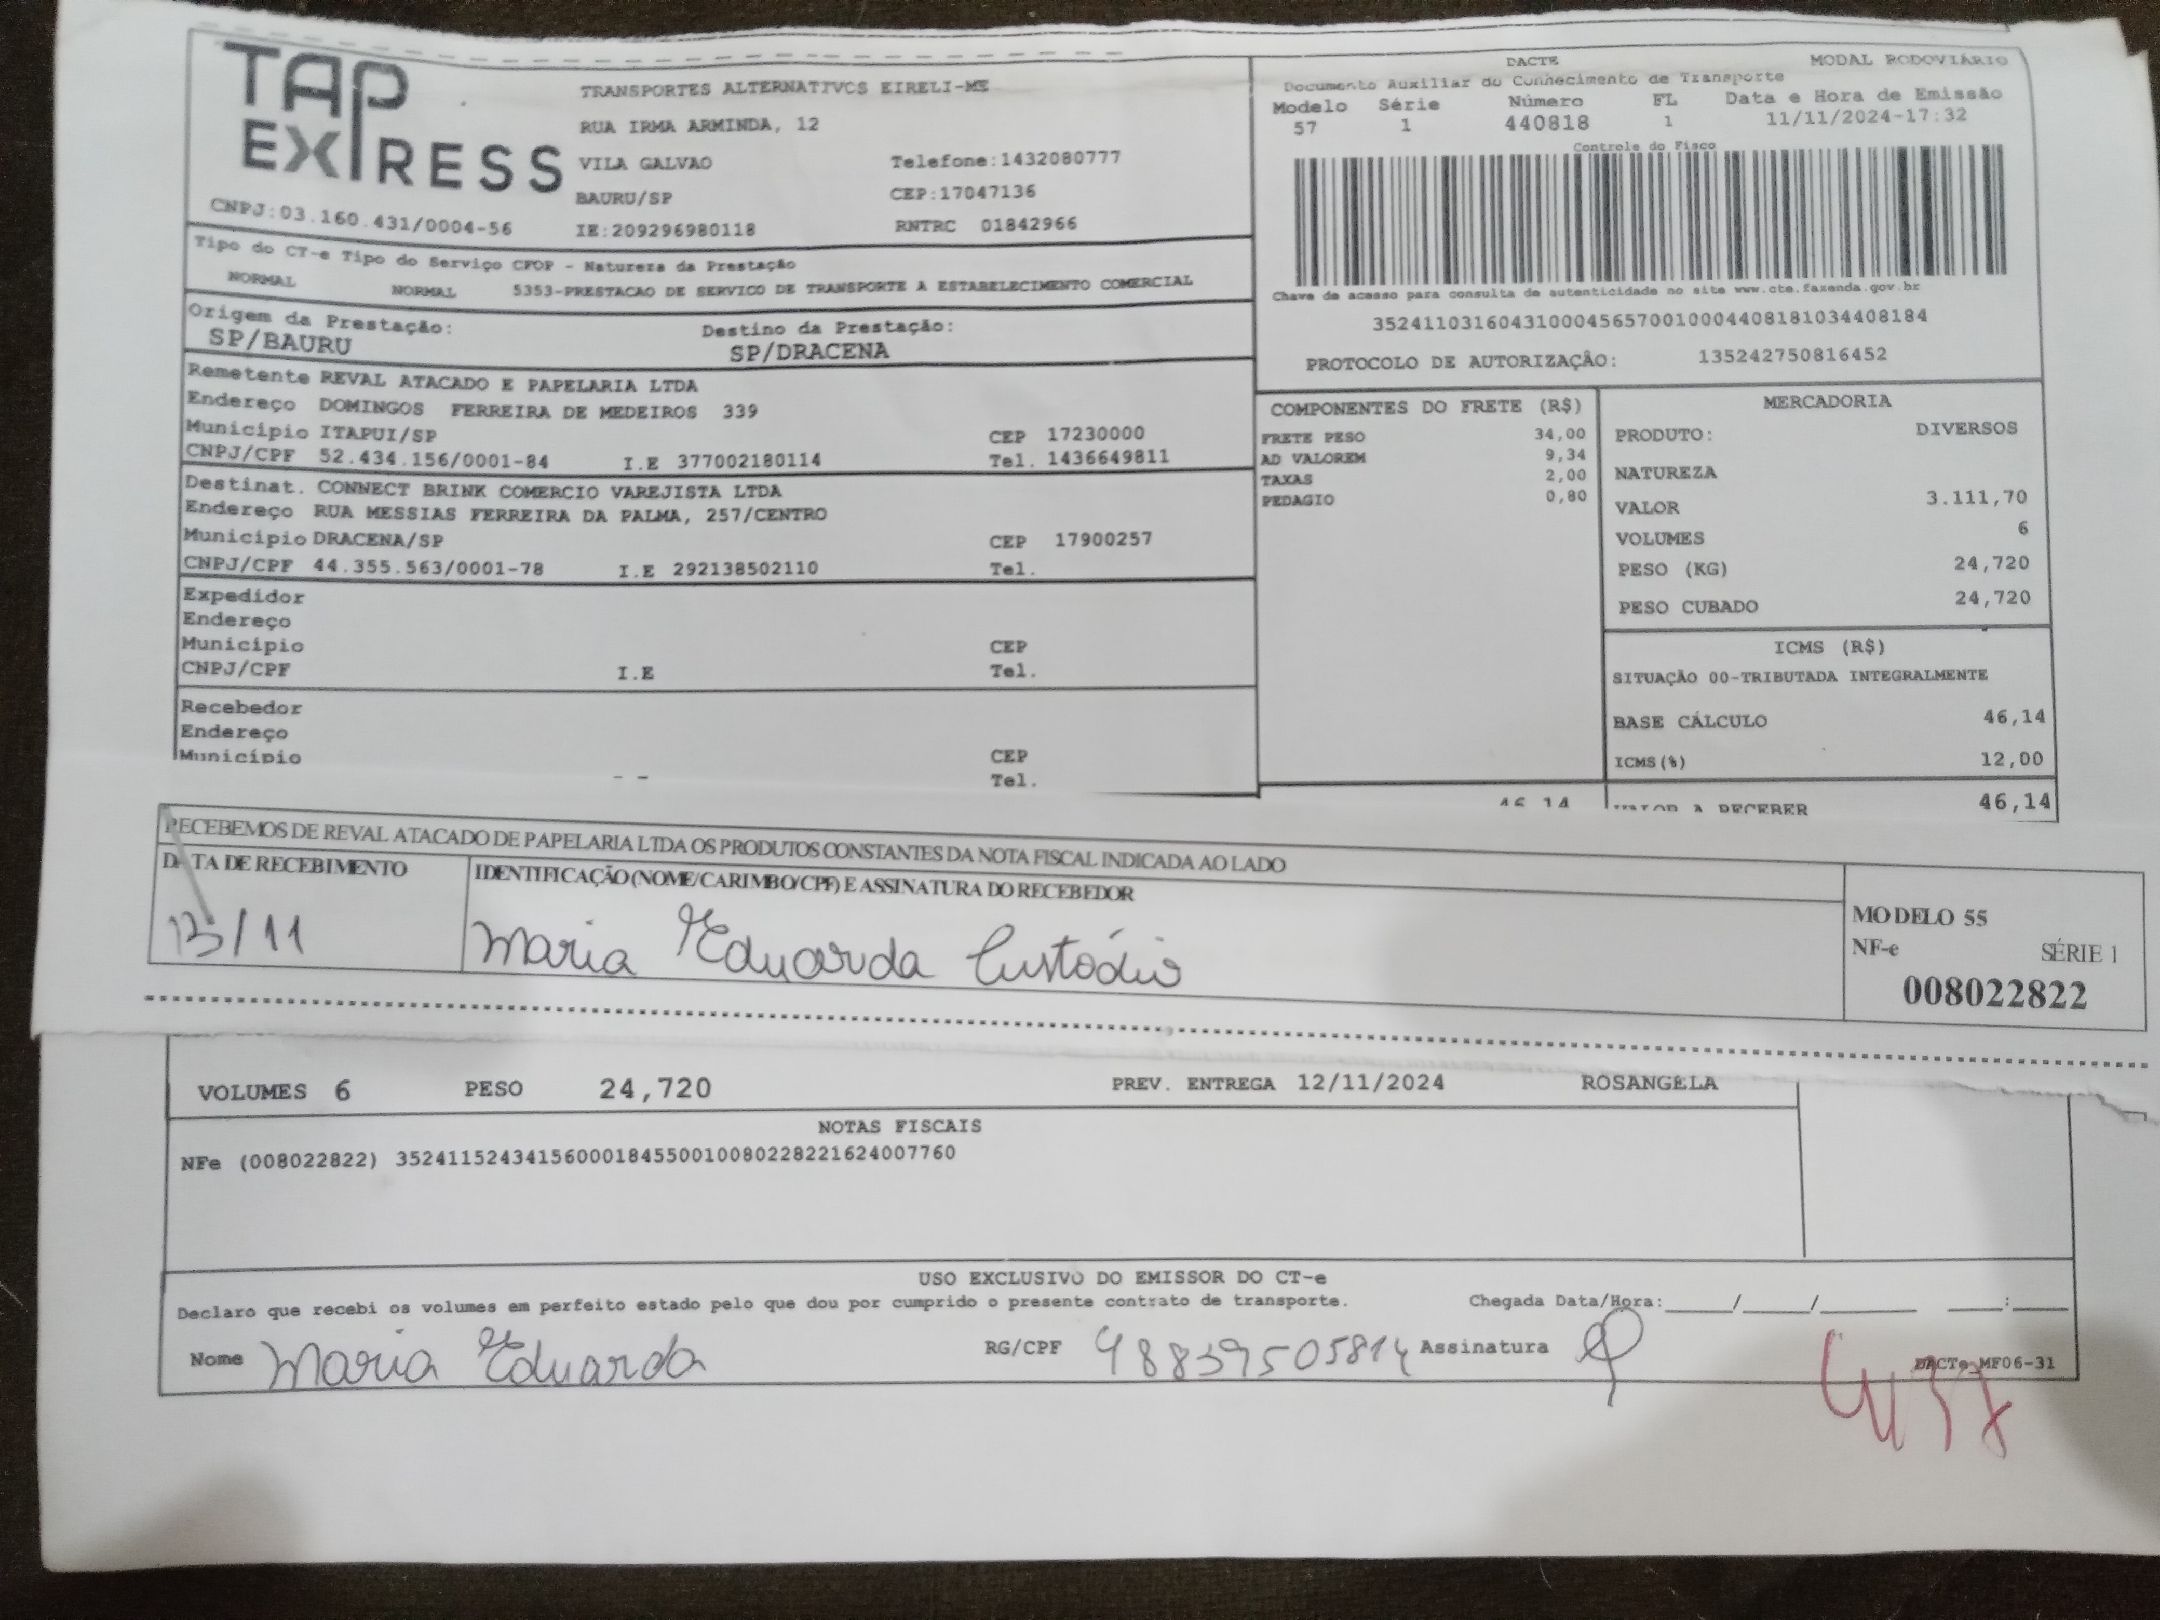 TAP EXPRESS
TRANSPORTES ALTERNATIVOS EIRELI-ME
RUA IRMA ARMINDA, 12
VILA GALVAO Telefone:1432080777
BAURU/SP CEP:17047136
CNPJ:03.160.431/0004-56 IE:209296980118 RNTRC 01842966
DACTE MODAL RODOVIÁRIO
Documento Auxiliar do Conhecimento de Transporte
Modelo Série Número FL Data e Hora de Emissão
57 1 440818 1 11/11/2024-17:32
Controle do Fisco
Chave de acesso para consulta de autenticidade no site www.cte.fazenda.gov.br
35241103160431000456570010004408181034408184
PROTOCOLO DE AUTORIZAÇÃO: 135242750816452
Tipo do CT-e Tipo do Serviço CFOP - Natureza da Prestação
NORMAL NORMAL 5353-PRESTACAO DE SERVICO DE TRANSPORTE A ESTABELECIMENTO COMERCIAL
Origem da Prestação: Destino da Prestação:
SP/BAURU SP/DRACENA
Remetente REVAL ATACADO E PAPELARIA LTDA
Endereço DOMINGOS FERREIRA DE MEDEIROS 339
Município ITAPUI/SP CEP 17230000
CNPJ/CPF 52.434.156/0001-84 I.E 377002180114 Tel. 1436649811
Destinat. CONNECT BRINK COMERCIO VAREJISTA LTDA
Endereço RUA MESSIAS FERREIRA DA PALMA, 257/CENTRO
Município DRACENA/SP CEP 17900257
CNPJ/CPF 44.355.563/0001-78 I.E 292138502110 Tel.
Expedidor
Endereço
Município CEP
CNPJ/CPF I.E Tel.
Recebedor
Endereço
Município CEP
Tel.
COMPONENTES DO FRETE (R$)
FRETE PESO 34,00
AD VALOREM 9,34
TAXAS 2,00
PEDAGIO 0,80
46,14
MERCADORIA
PRODUTO: DIVERSOS
NATUREZA
VALOR 3.111,70
VOLUMES 6
PESO (KG) 24,720
PESO CUBADO 24,720
ICMS (R$)
SITUAÇÃO 00-TRIBUTADA INTEGRALMENTE
BASE CÁLCULO 46,14
ICMS(%) 12,00
VALOR A RECEBER 46,14
RECEBEMOS DE REVAL ATACADO DE PAPELARIA LTDA OS PRODUTOS CONSTANTES DA NOTA FISCAL INDICADA AO LADO
DATA DE RECEBIMENTO IDENTIFICAÇÃO (NOME/CARIMBO/CPF) E ASSINATURA DO RECEBEDOR
13/11 Maria Eduarda Custódio
MODELO 55
NF-e SÉRIE 1
008022822
VOLUMES 6 PESO 24,720 PREV. ENTREGA 12/11/2024 ROSANGELA
NOTAS FISCAIS
NFe (008022822) 35241152434156000184550010080228221624007760
USO EXCLUSIVO DO EMISSOR DO CT-e
Declaro que recebi os volumes em perfeito estado pelo que dou por cumprido o presente contrato de transporte. Chegada Data/Hora:_____/_____/_______ ____:____
Nome Maria Eduarda RG/CPF 48839505814 Assinatura
DACTe MF06-31